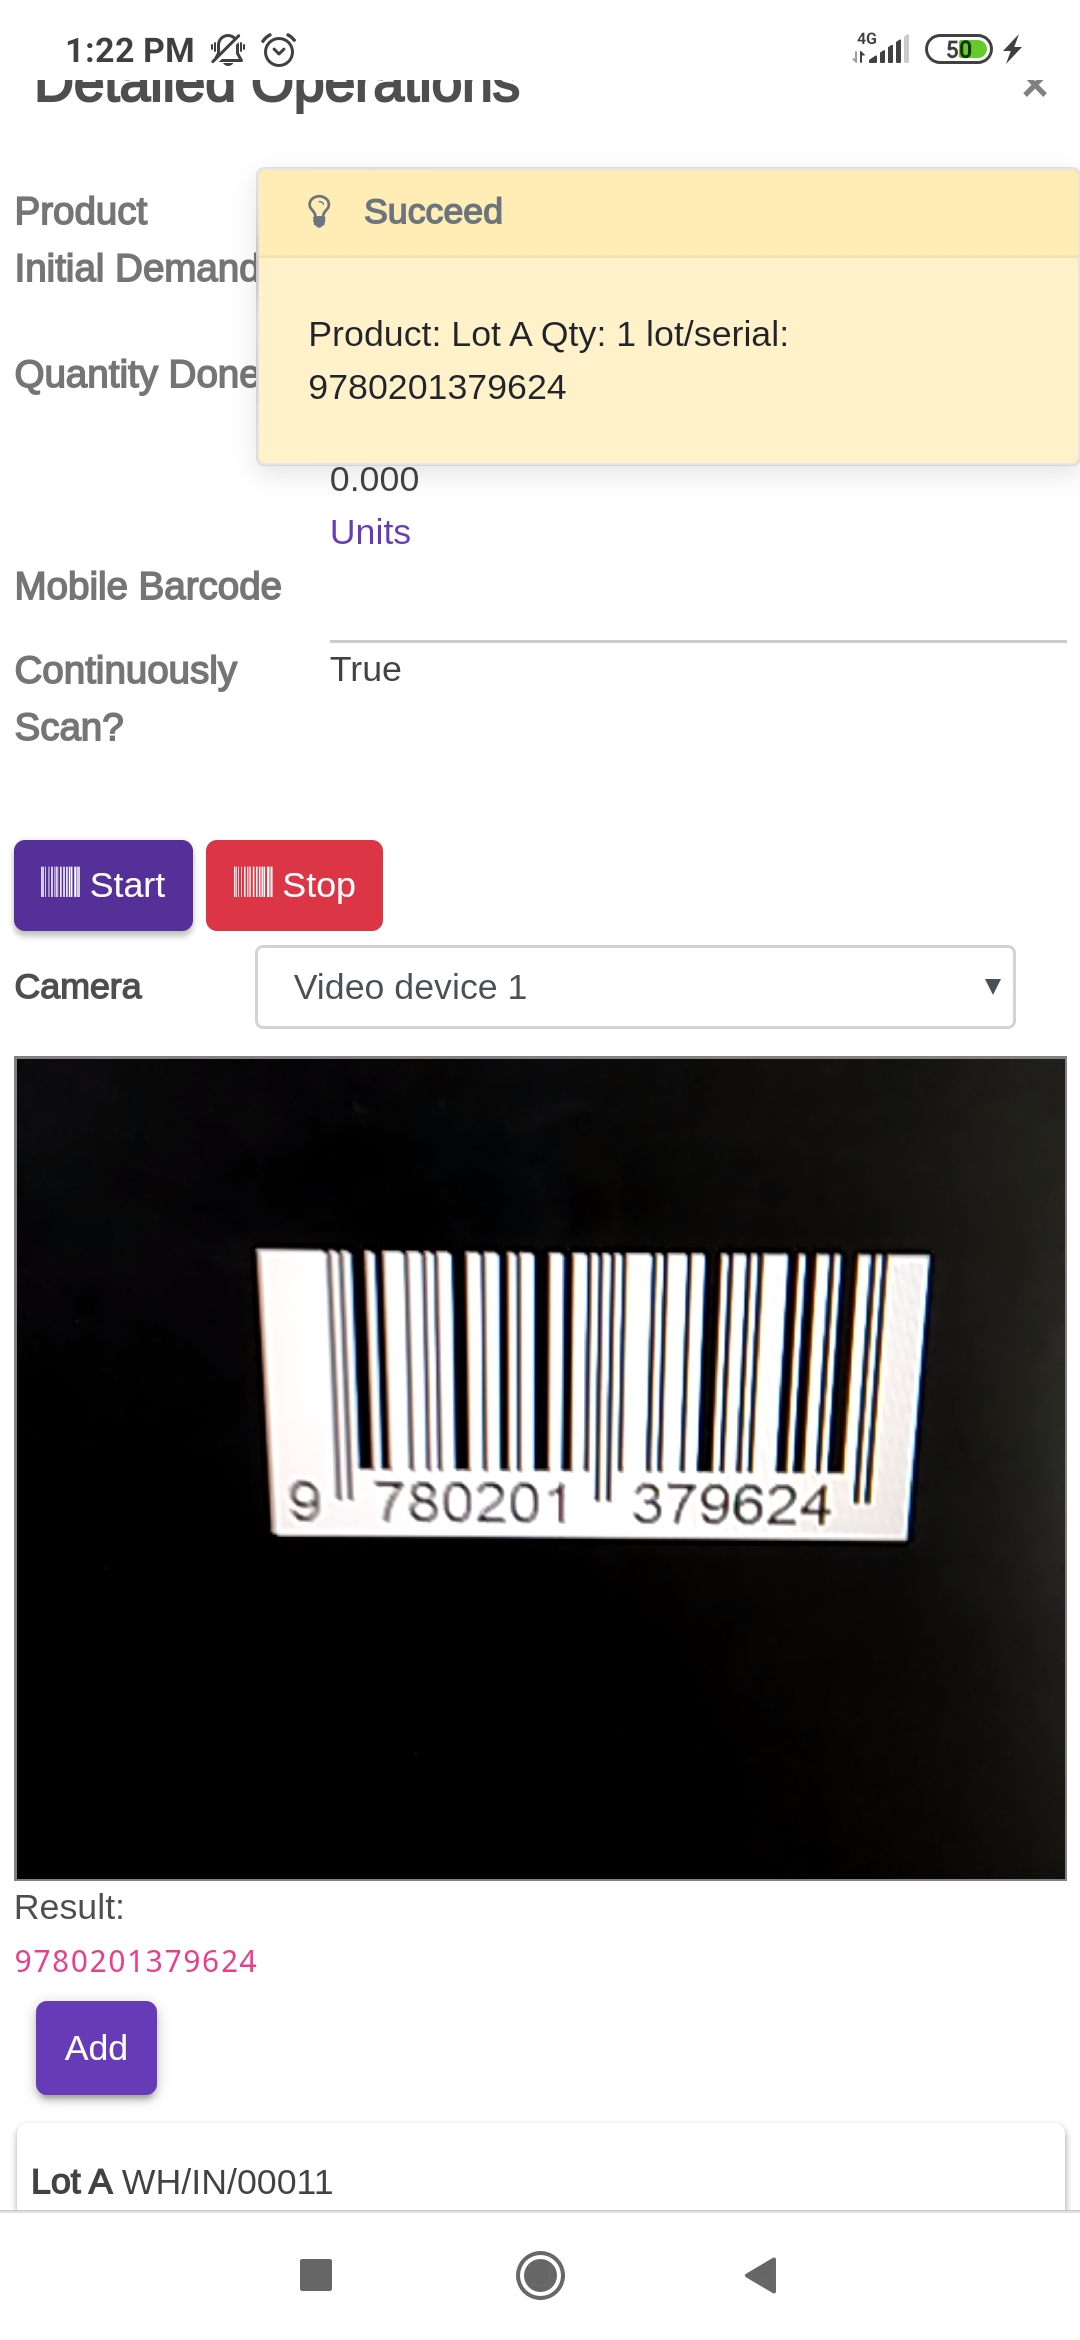 1:22 PM
4G
50
Detailed Operations
×
Product
Succeed
Initial Demand
Product: Lot A Qty: 1 lot/serial:
9780201379624
Quantity Done
0.000
Units
Mobile Barcode
Continuously
Scan?
True
Start
Stop
Camera
Video device 1
9 780201 379624
Result:
9780201379624
Add
Lot A WH/IN/00011